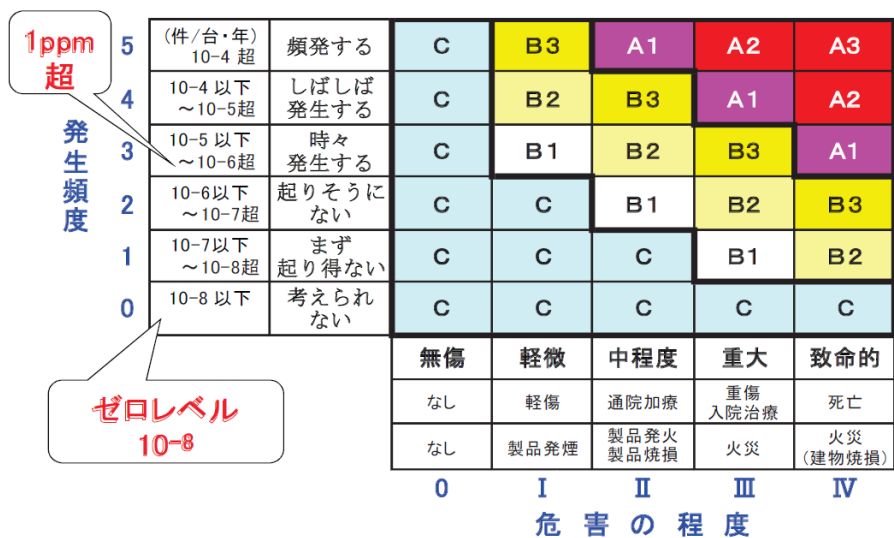 1ppm
超
発生頻度
5 (件/台・年) 10-4 超 頻発する C B3 A1 A2 A3
4 10-4 以下 ～10-5超 しばしば 発生する C B2 B3 A1 A2
3 10-5 以下 ～10-6超 時々 発生する C B1 B2 B3 A1
2 10-6以下 ～10-7超 起りそうに ない C C B1 B2 B3
1 10-7以下 ～10-8超 まず 起り得ない C C C B1 B2
0 10-8 以下 考えられ ない C C C C C
ゼロレベル
10-8
無傷 軽微 中程度 重大 致命的
なし 軽傷 通院加療 重傷 入院治療 死亡
なし 製品発煙 製品発火 製品焼損 火災 火災 (建物焼損)
0 Ⅰ Ⅱ Ⅲ Ⅳ
危害の程度